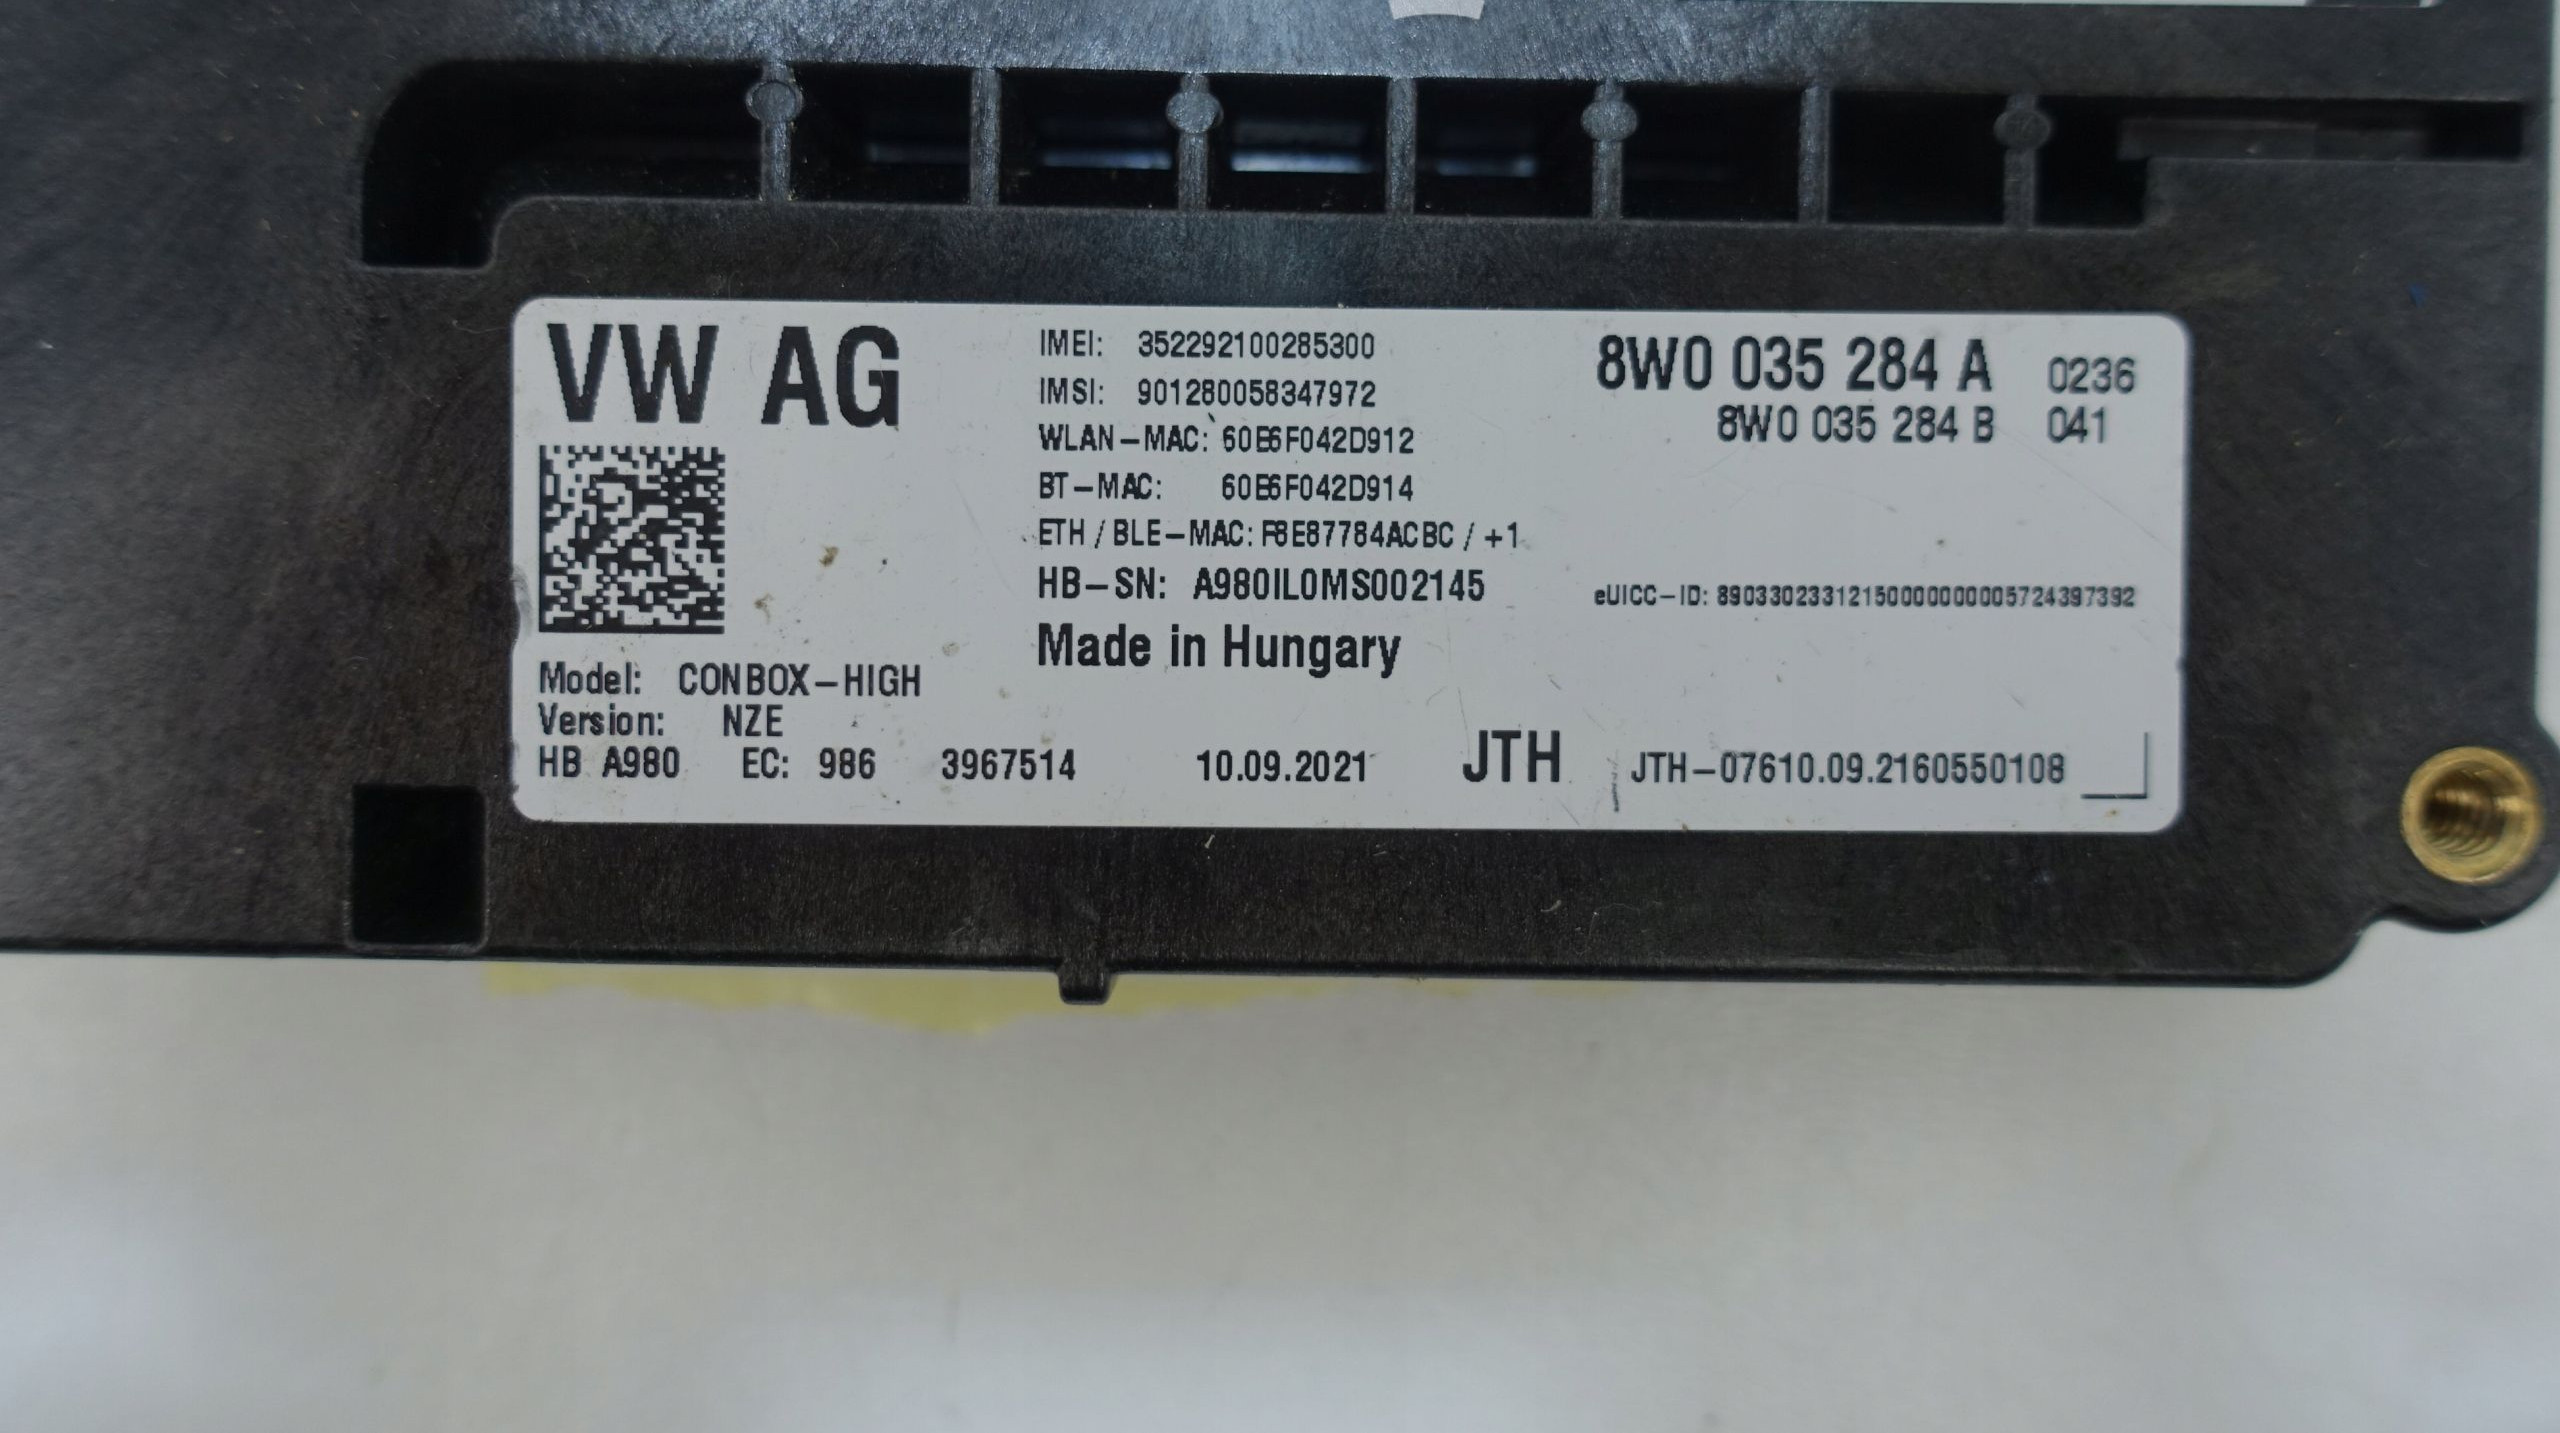 VW AG
IMEI: 352292100285300
IMSI: 901280058347972
WLAN-MAC: 60E6F042D912
BT-MAC: 60E6F042D914
ETH / BLE-MAC: F8E87784ACBC / +1
HB-SN: A980IL0MS002145
Made in Hungary
8W0 035 284 A 0236
8W0 035 284 B 041
eUICC-ID: 89033023312150000000005724397392
Model: CONBOX-HIGH
Version: NZE
HB A980 EC: 986 3967514 10.09.2021 JTH JTH-07610.09.2160550108